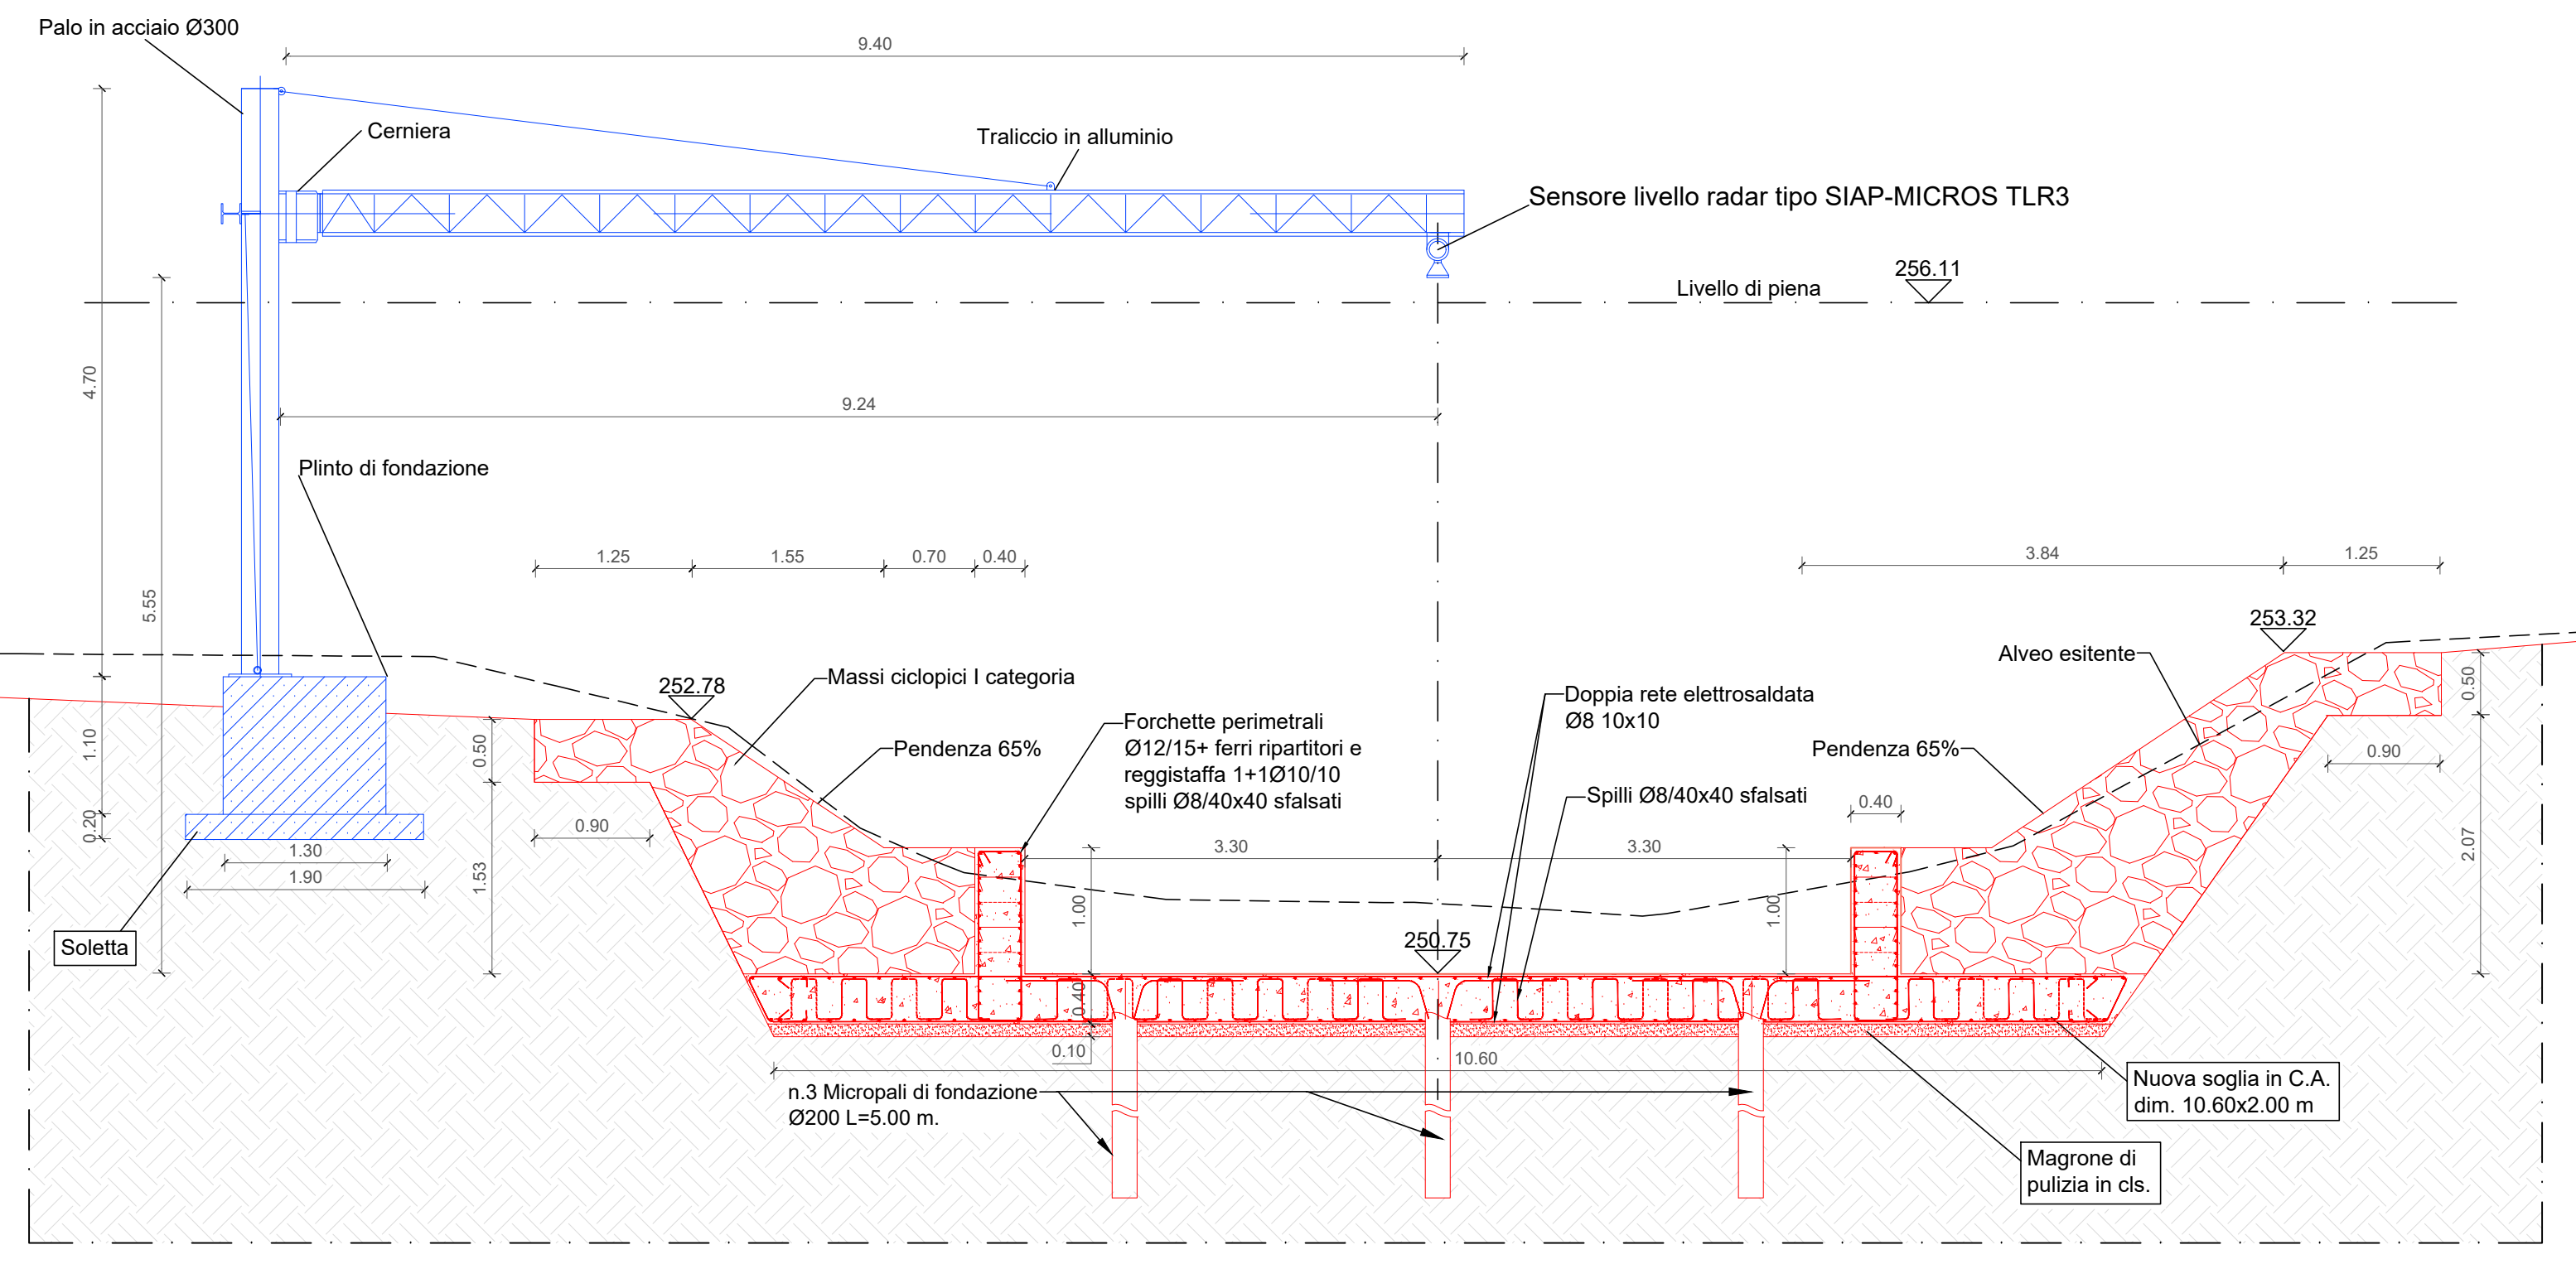 Palo in acciaio Ø300
9.40
Cerniera
Traliccio in alluminio
Sensore livello radar tipo SIAP-MICROS TLR3
256.11
Livello di piena
4.70
9.24
Plinto di fondazione
1.25
1.55
0.70
0.40
3.84
1.25
5.55
253.32
Alveo esitente
252.78
Massi ciclopici I categoria
Doppia rete elettrosaldata
Ø8 10x10
0.50
Forchette perimetrali
Ø12/15+ ferri ripartitori e
reggistaffa 1+1Ø10/10
spilli Ø8/40x40 sfalsati
Pendenza 65%
Pendenza 65%
1.10
0.50
0.90
Spilli Ø8/40x40 sfalsati
0.40
0.20
0.90
3.30
3.30
2.07
1.30
1.90
1.53
1.00
1.00
Soletta
250.75
0.40
0.10
10.60
n.3 Micropali di fondazione
Ø200 L=5.00 m.
Nuova soglia in C.A.
dim. 10.60x2.00 m
Magrone di
pulizia in cls.